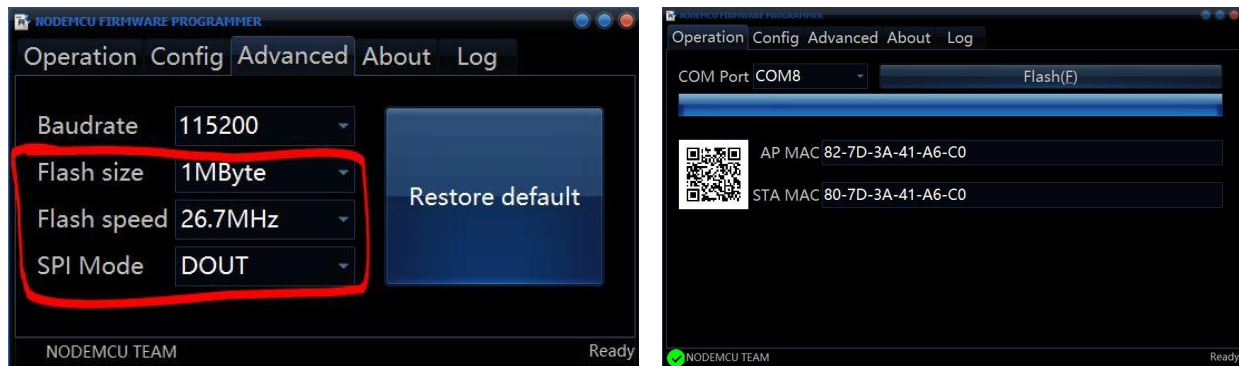 NODEMCU FIRMWARE PROGRAMMER
Operation Config Advanced About Log
Baudrate 115200
Flash size 1MByte
Flash speed 26.7MHz
SPI Mode DOUT
Restore default
NODEMCU TEAM Ready
NODEMCU FIRMWARE PROGRAMMER
Operation Config Advanced About Log
COM Port COM8 Flash(F)
AP MAC 82-7D-3A-41-A6-C0
STA MAC 80-7D-3A-41-A6-C0
NODEMCU TEAM Ready